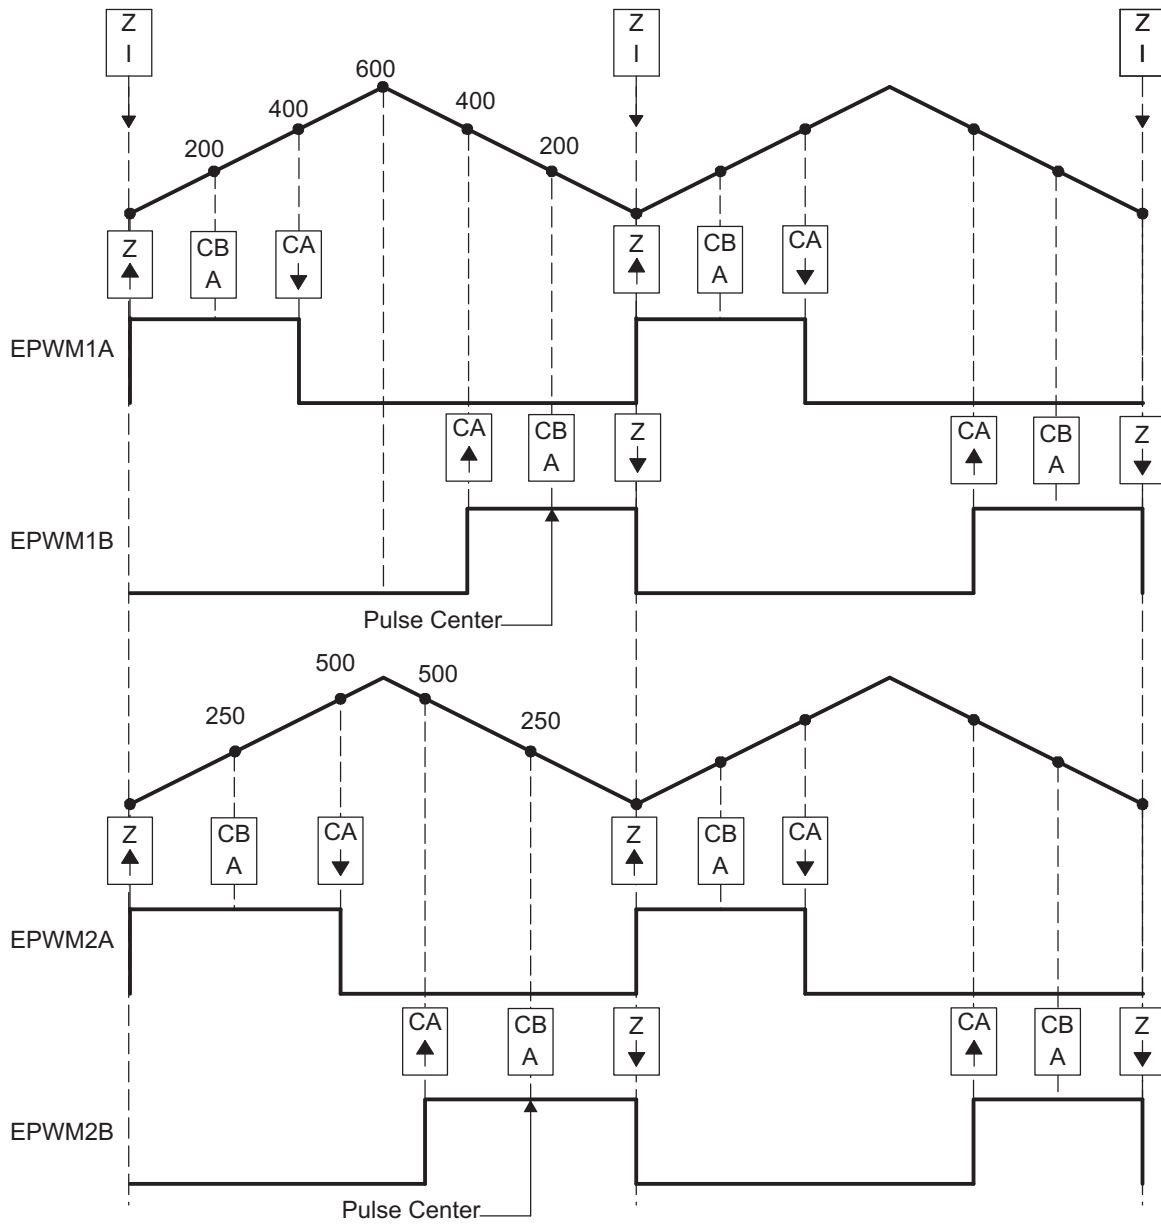 Z Z Z
I I I
600
400 400
200 200
Z CB CA Z CB CA
A A
EPWM1A
CA CB Z CA CB Z
A A
EPWM1B
Pulse Center
500 500
250 250
Z CB CA Z CB CA
A A
EPWM2A
CA CB Z CA CB Z
A A
EPWM2B
Pulse Center